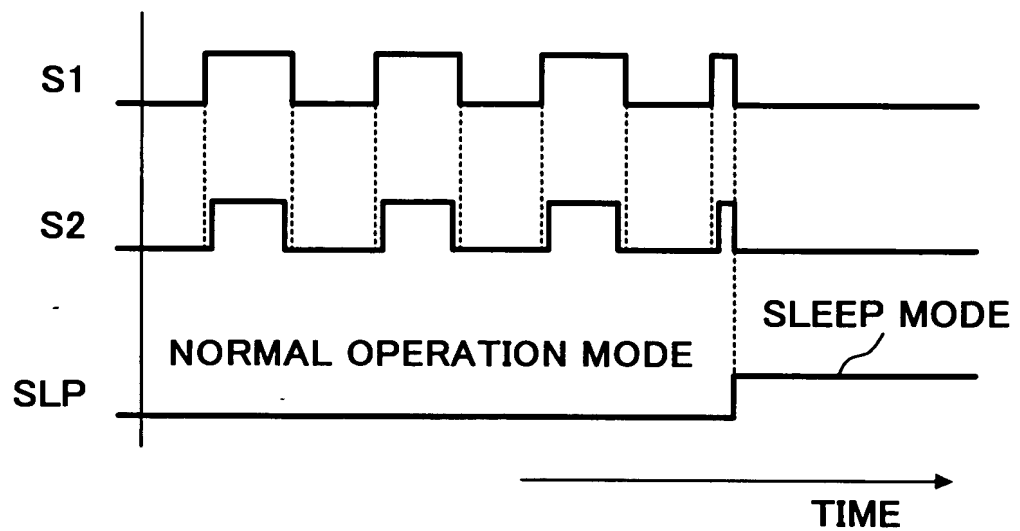 S1
S2
SLEEP MODE
NORMAL OPERATION MODE
SLP
TIME